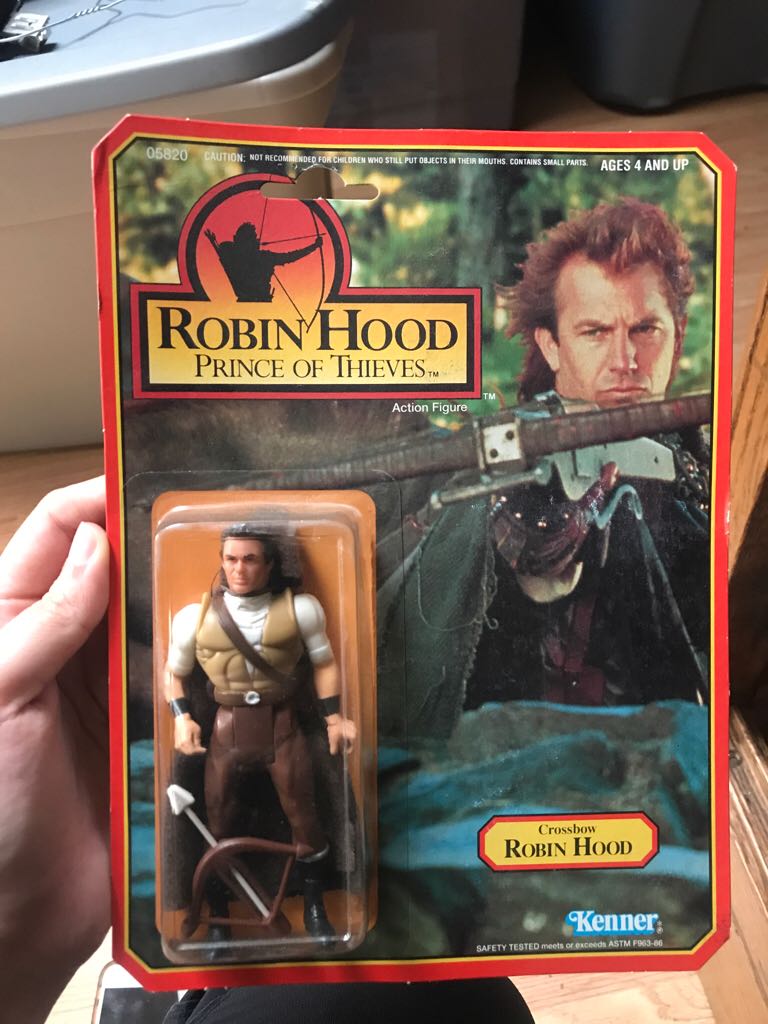 05820
CAUTION: NOT RECOMMENDED FOR CHILDREN WHO STILL PUT OBJECTS IN THEIR MOUTHS. CONTAINS SMALL PARTS.
AGES 4 AND UP
ROBIN HOOD
PRINCE OF THIEVES™
™
Action Figure
Crossbow
ROBIN HOOD
Kenner®
SAFETY TESTED meets or exceeds ASTM F963-86